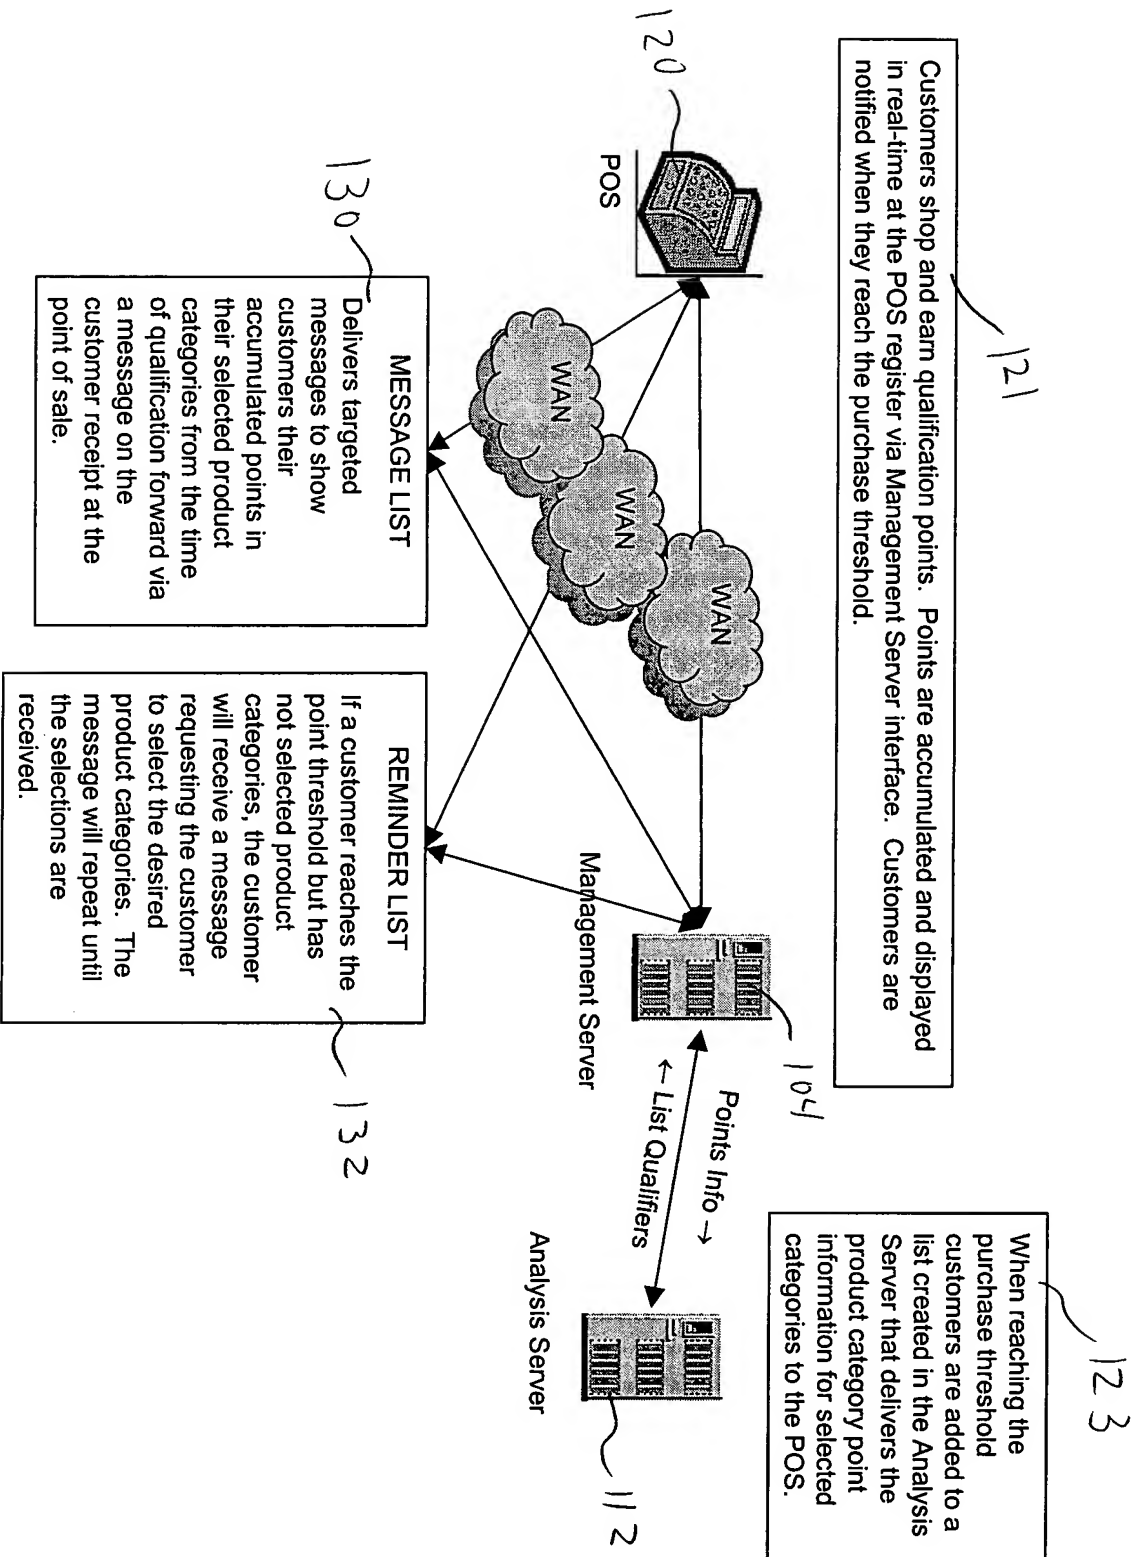 121
Customers shop and earn qualification points. Points are accumulated and displayed
in real-time at the POS register via Management Server interface. Customers are
notified when they reach the purchase threshold.
123
When reaching the
purchase threshold
customers are added to a
list created in the Analysis
Server that delivers the
product category point
information for selected
categories to the POS.
120
POS
WAN
WAN
WAN
104
Management Server
Points Info →
← List Qualifiers
112
Analysis Server
130
MESSAGE LIST
Delivers targeted
messages to show
customers their
accumulated points in
their selected product
categories from the time
of qualification forward via
a message on the
customer receipt at the
point of sale.
REMINDER LIST
If a customer reaches the
point threshold but has
not selected product
categories, the customer
will receive a message
requesting the customer
to select the desired
product categories. The
message will repeat until
the selections are
received.
132